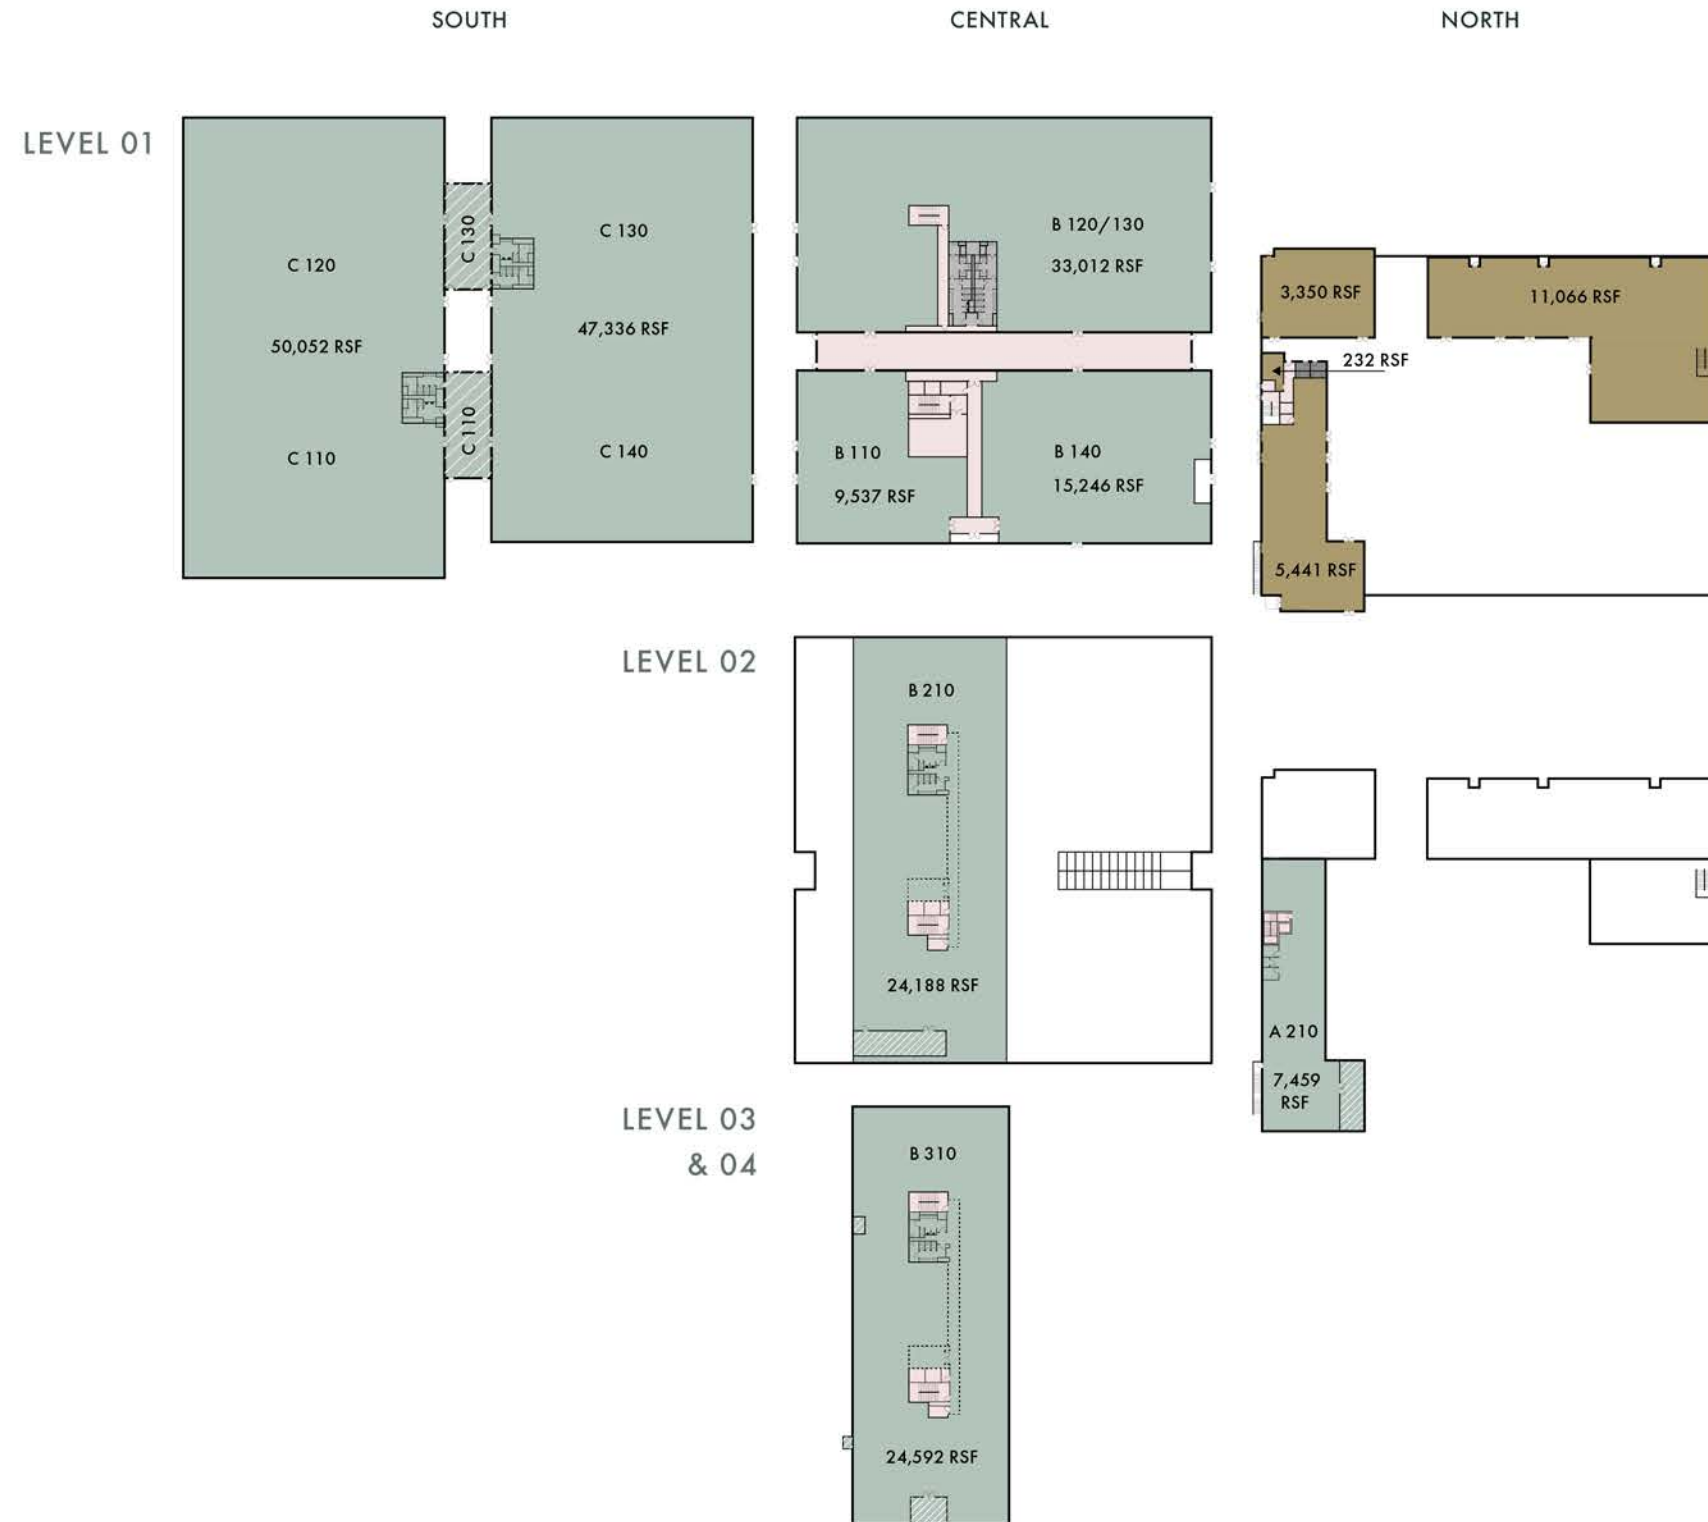 SOUTH
CENTRAL
NORTH
LEVEL 01
C 120
50,052 RSF
C 110
C 130
C 110
C 130
47,336 RSF
C 140
B 120/130
33,012 RSF
B 110
9,537 RSF
B 140
15,246 RSF
3,350 RSF
11,066 RSF
232 RSF
5,441 RSF
LEVEL 02
B 210
24,188 RSF
A 210
7,459
RSF
LEVEL 03
& 04
B 310
24,592 RSF